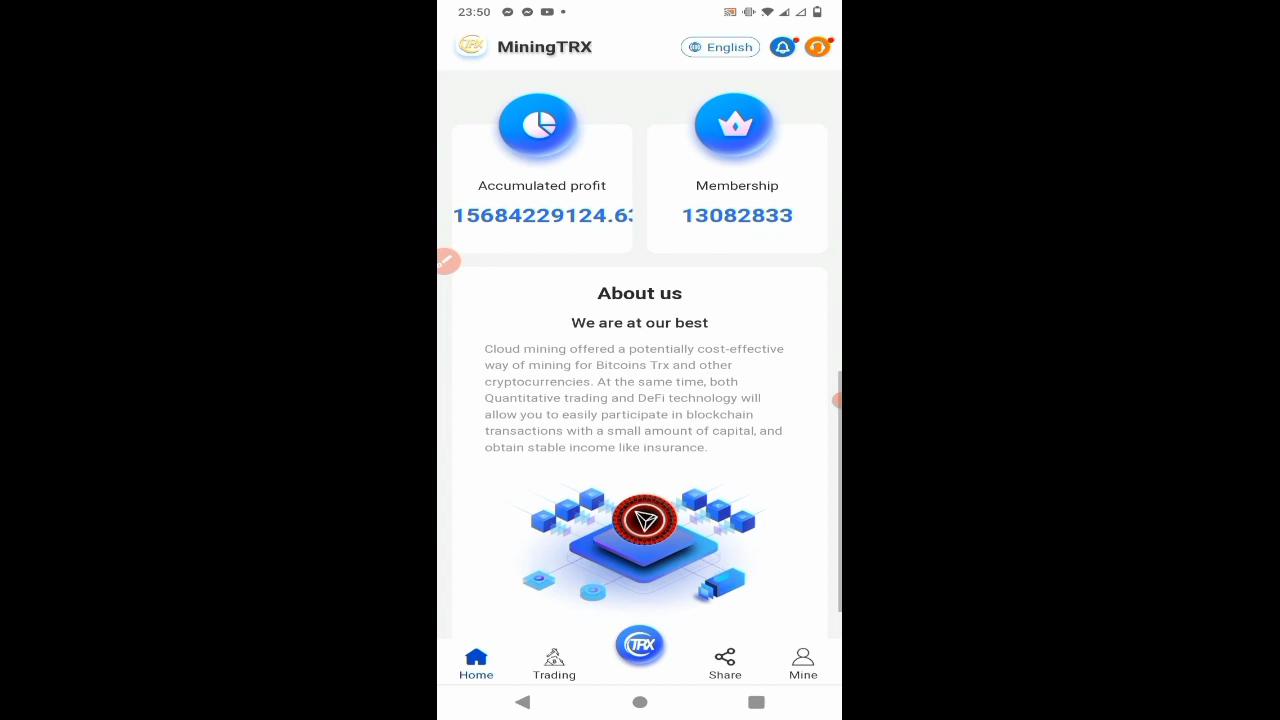 23:50
TRX MiningTRX English
Accumulated profit Membership
15684229124.63 13082833
About us
We are at our best
Cloud mining offered a potentially cost-effective
way of mining for Bitcoins Trx and other
cryptocurrencies. At the same time, both
Quantitative trading and DeFi technology will
allow you to easily participate in blockchain
transactions with a small amount of capital, and
obtain stable income like insurance.
TRX
Home Trading Share Mine